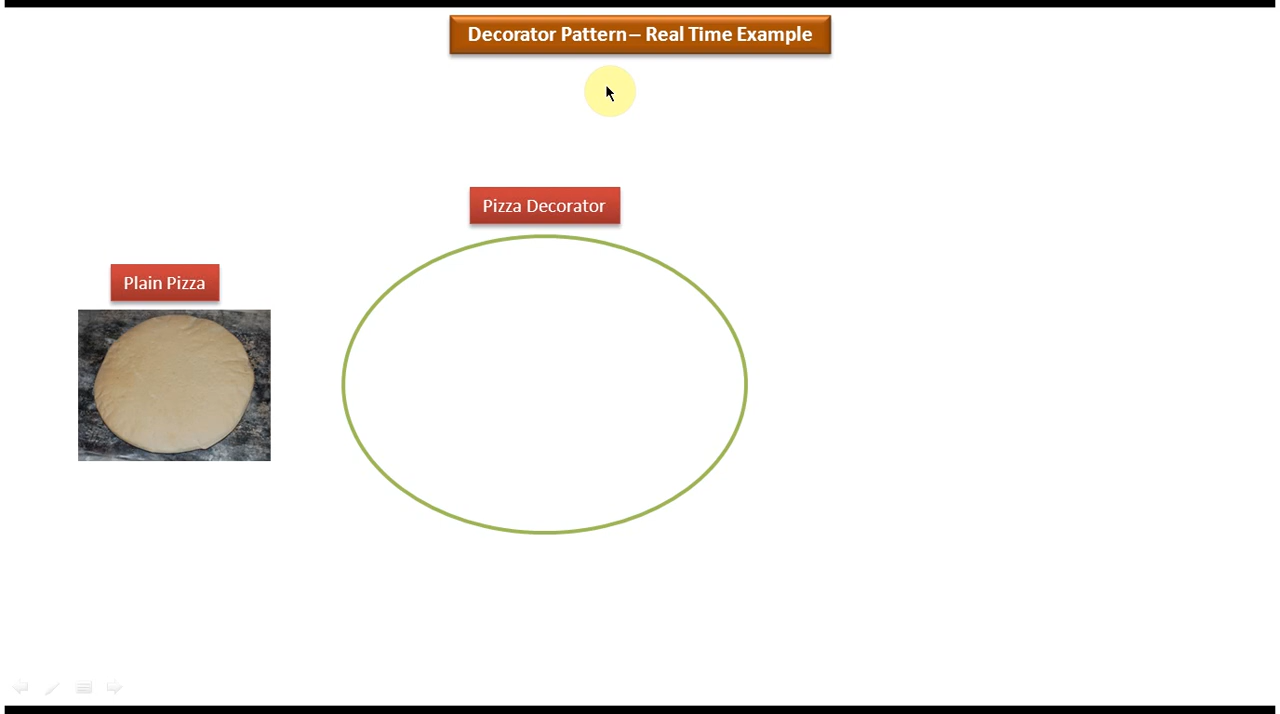 Decorator Pattern – Real Time Example
Pizza Decorator
Plain Pizza